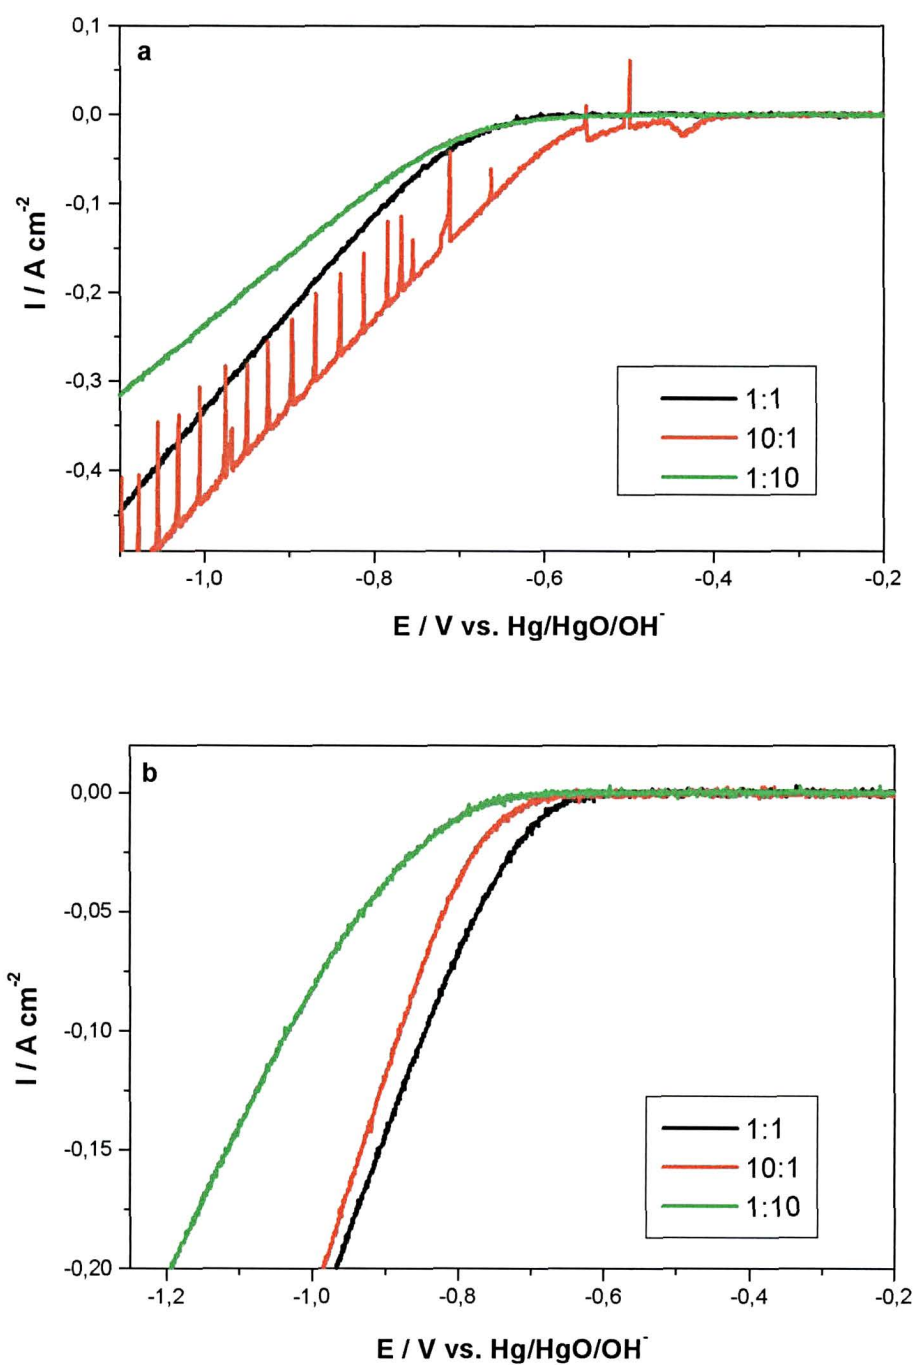 a
0,1
0,0
-0,1
-0,2
-0,3
-0,4
I / A cm-2
1:1
10:1
1:10
-1,0 -0,8 -0,6 -0,4 -0,2
E / V vs. Hg/HgO/OH-
b
0,00
-0,05
-0,10
-0,15
-0,20
I / A cm-2
1:1
10:1
1:10
-1,2 -1,0 -0,8 -0,6 -0,4 -0,2
E / V vs. Hg/HgO/OH-